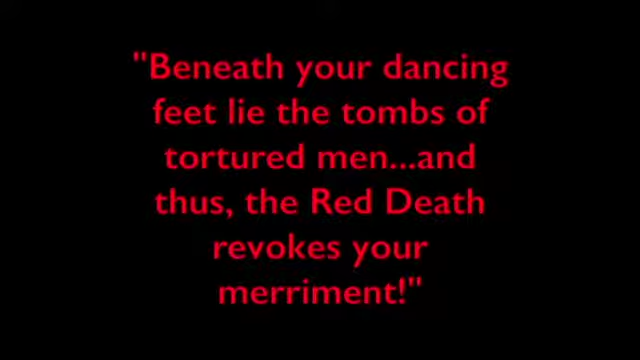 "Beneath your dancing
feet lie the tombs of
tortured men...and
thus, the Red Death
revokes your
merriment!"